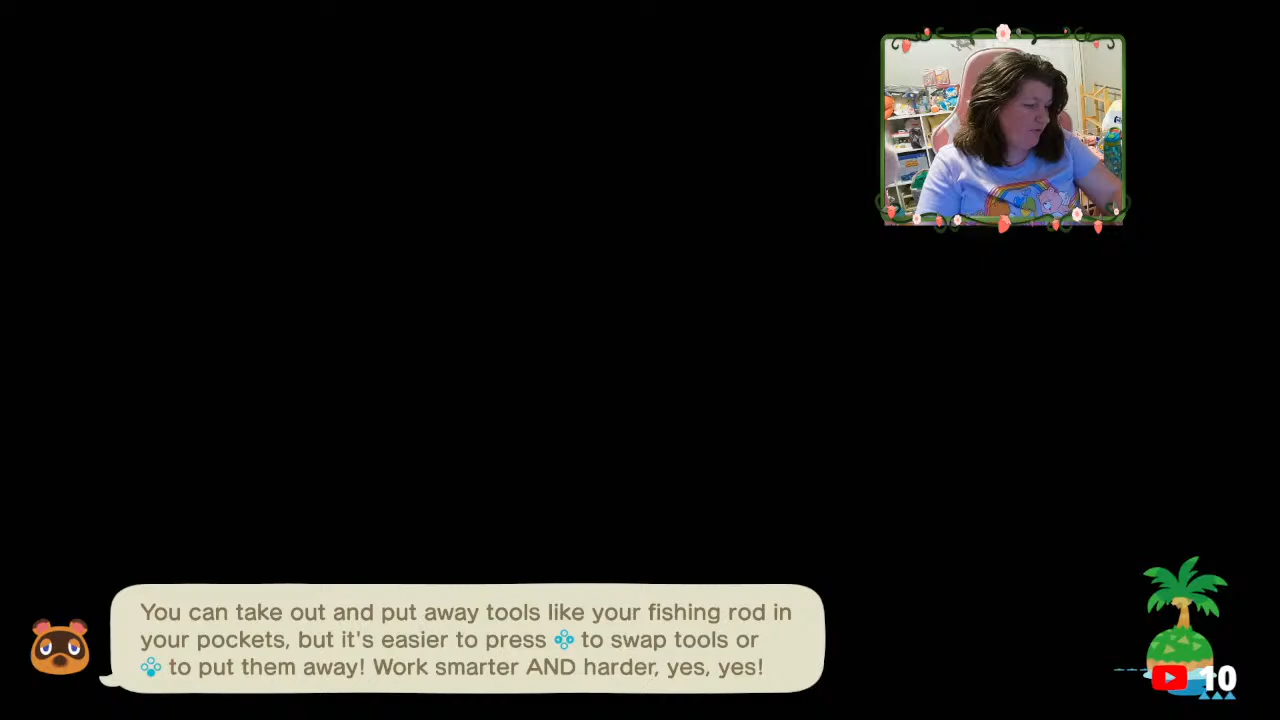 You can take out and put away tools like your fishing rod in
your pockets, but it's easier to press to swap tools or
to put them away! Work smarter AND harder, yes, yes!
10